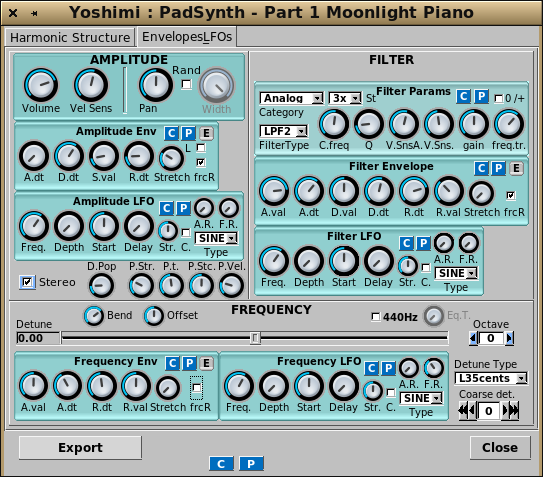 Yoshimi : PadSynth - Part 1 Moonlight Piano
Harmonic Structure
EnvelopesLFOs
AMPLITUDE
Volume
Vel Sens
Pan
Rand
Width
Amplitude Env
C P E
A.dt
D.dt
S.val
R.dt
Stretch
L
frcR
Amplitude LFO
C P
Freq.
Depth
Start
Delay
Str.
C.
A.R.
F.R.
SINE
Type
Stereo
D.Pop
P.Str.
P.t.
P.Stc.
P.Vel.
FILTER
Filter Params
C P
Analog
3x
St
0 /+
Category
LPF2
FilterType
C.freq
Q
V.SnsA.
V.Sns.
gain
freq.tr.
Filter Envelope
C P E
A.val
A.dt
D.val
D.dt
R.dt
R.val
Stretch
frcR
Filter LFO
C P
Freq.
Depth
Start
Delay
Str.
C.
A.R.
F.R.
SINE
Type
FREQUENCY
Bend
Offset
440Hz
Eq.T.
Detune
0.00
Octave
0
Frequency Env
C P E
A.val
A.dt
R.dt
R.val
Stretch
frcR
Frequency LFO
C P
Freq.
Depth
Start
Delay
Str.
C.
A.R.
F.R.
SINE
Type
Detune Type
L35cents
Coarse det.
0
Export
C P
Close